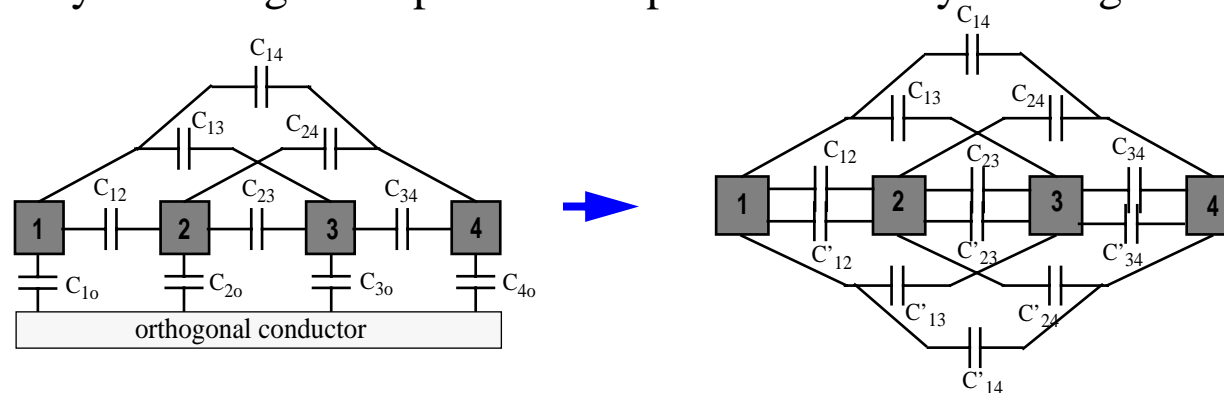 C14
C13 C24
C12 C23 C34
1 2 3 4
C1o C2o C3o C4o
orthogonal conductor
C14
C13 C24
C12 C23 C34
1 2 3 4
C'12 C'23 C'34
C'13 C'24
C'14